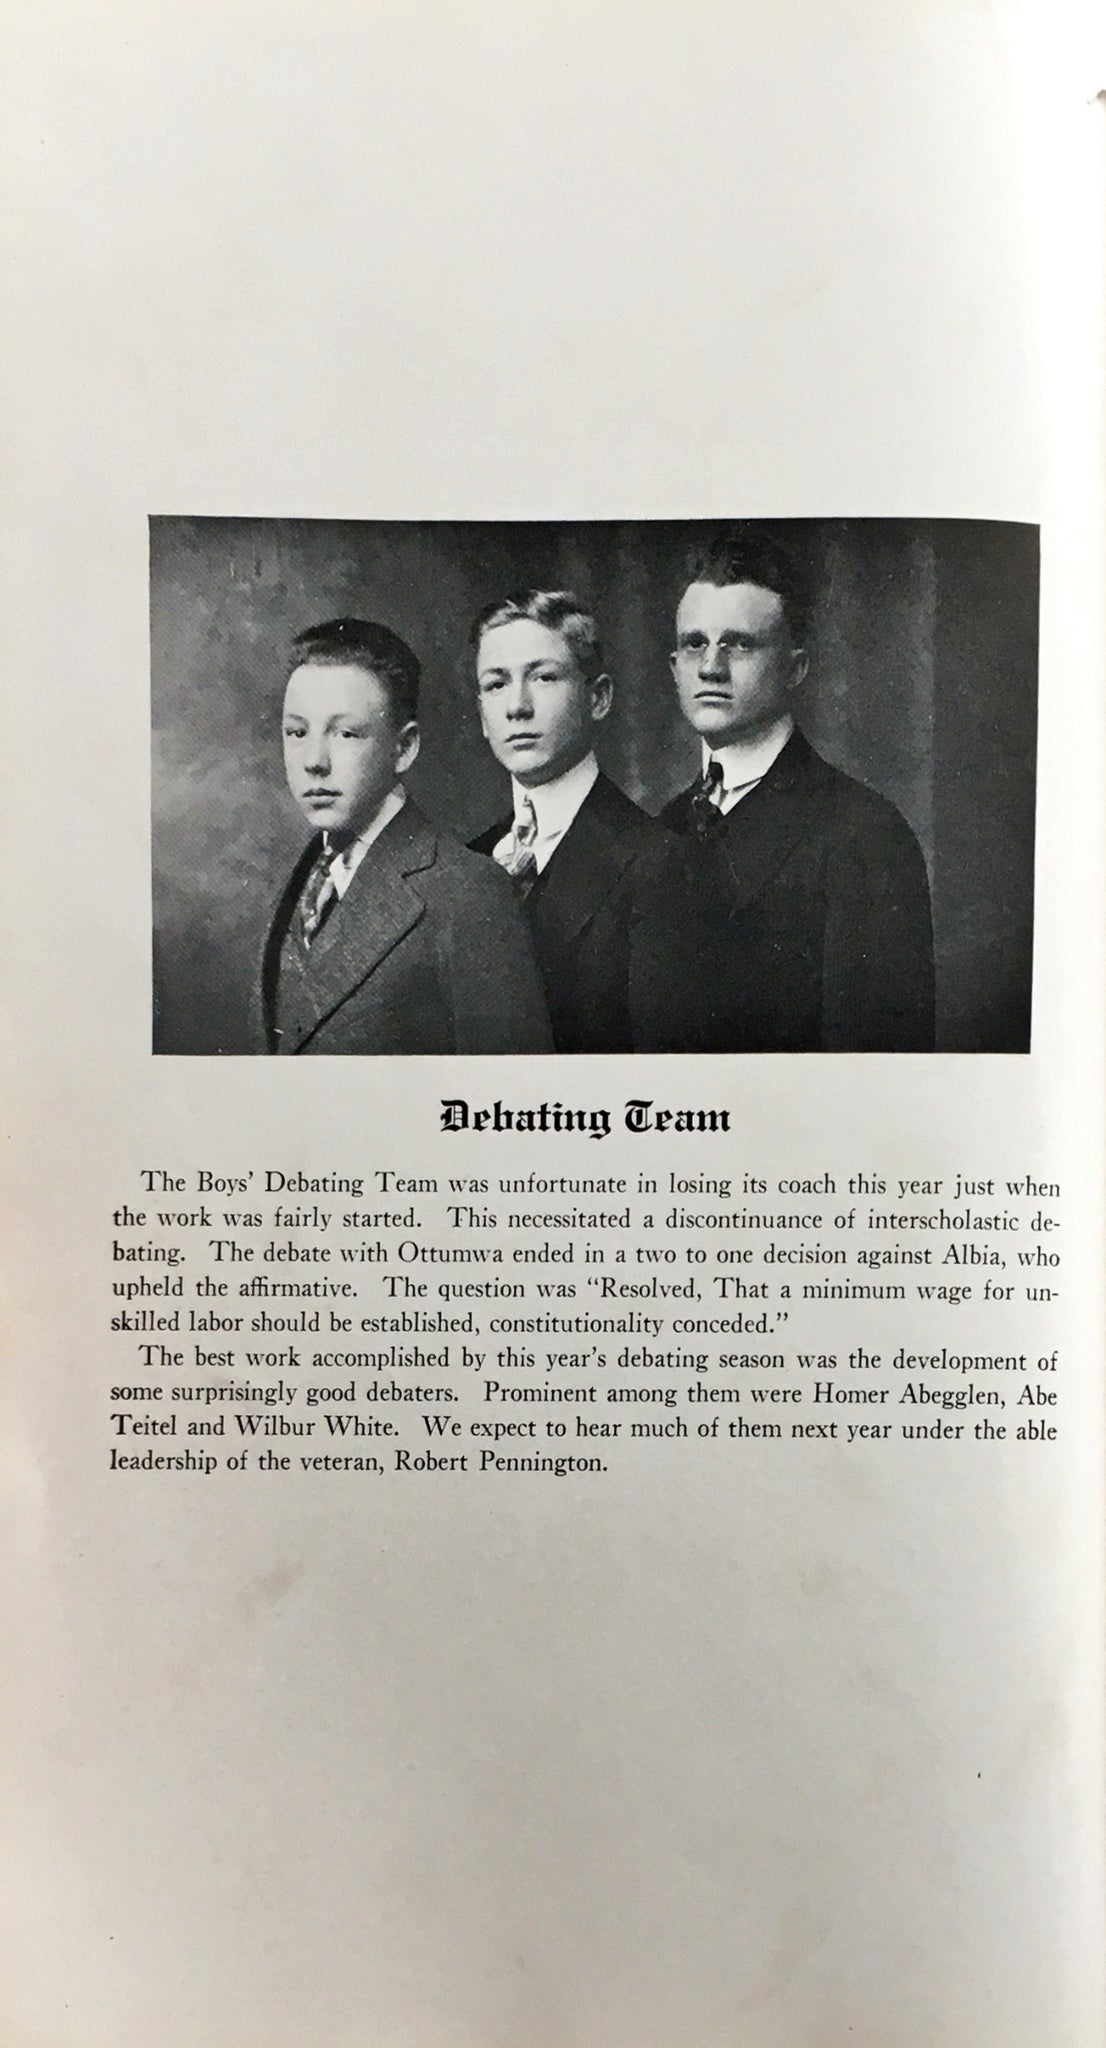 Debating Team
The Boys' Debating Team was unfortunate in losing its coach this year just when
the work was fairly started. This necessitated a discontinuance of interscholastic de-
bating. The debate with Ottumwa ended in a two to one decision against Albia, who
upheld the affirmative. The question was "Resolved, That a minimum wage for un-
skilled labor should be established, constitutionality conceded."
The best work accomplished by this year's debating season was the development of
some surprisingly good debaters. Prominent among them were Homer Abegglen, Abe
Teitel and Wilbur White. We expect to hear much of them next year under the able
leadership of the veteran, Robert Pennington.